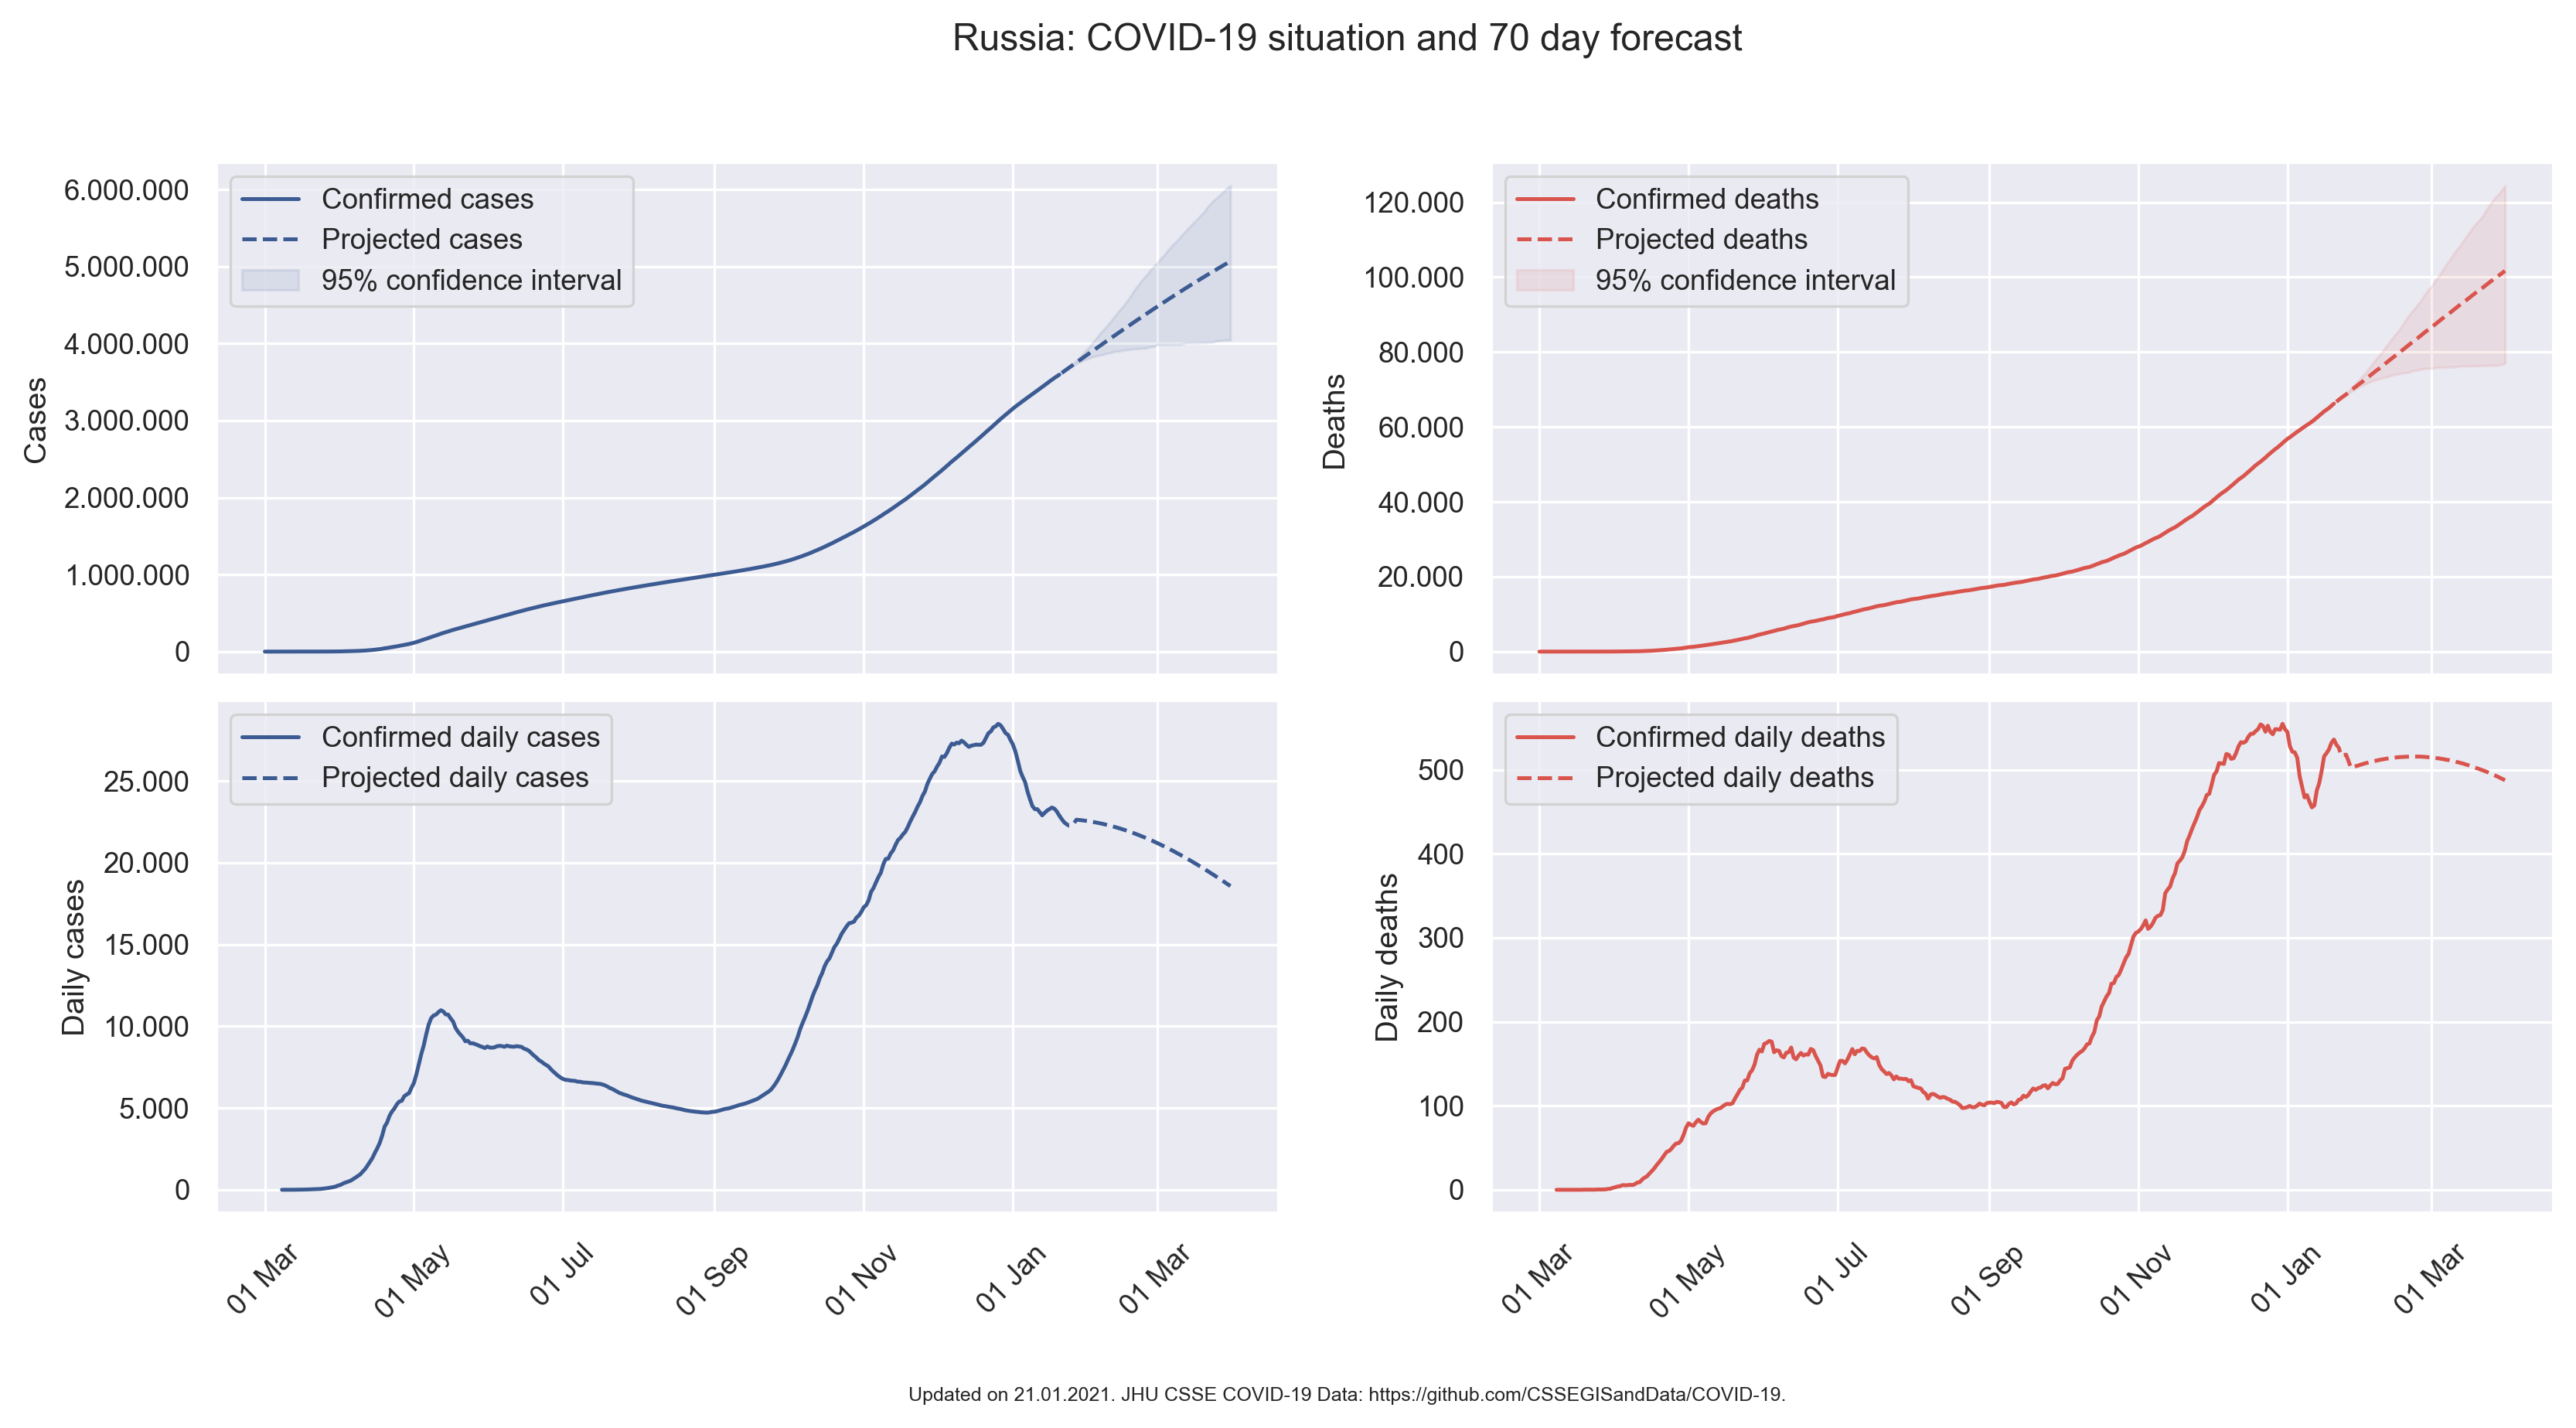 Russia: COVID-19 situation and 70 day forecast
Cases
6.000.000
5.000.000
4.000.000
3.000.000
2.000.000
1.000.000
0
Confirmed cases
Projected cases
95% confidence interval
Deaths
120.000
100.000
80.000
60.000
40.000
20.000
0
Confirmed deaths
Projected deaths
95% confidence interval
Daily cases
25.000
20.000
15.000
10.000
5.000
0
Confirmed daily cases
Projected daily cases
01 Mar
01 May
01 Jul
01 Sep
01 Nov
01 Jan
01 Mar
Daily deaths
500
400
300
200
100
0
Confirmed daily deaths
Projected daily deaths
01 Mar
01 May
01 Jul
01 Sep
01 Nov
01 Jan
01 Mar
Updated on 21.01.2021. JHU CSSE COVID-19 Data: https://github.com/CSSEGISandData/COVID-19.